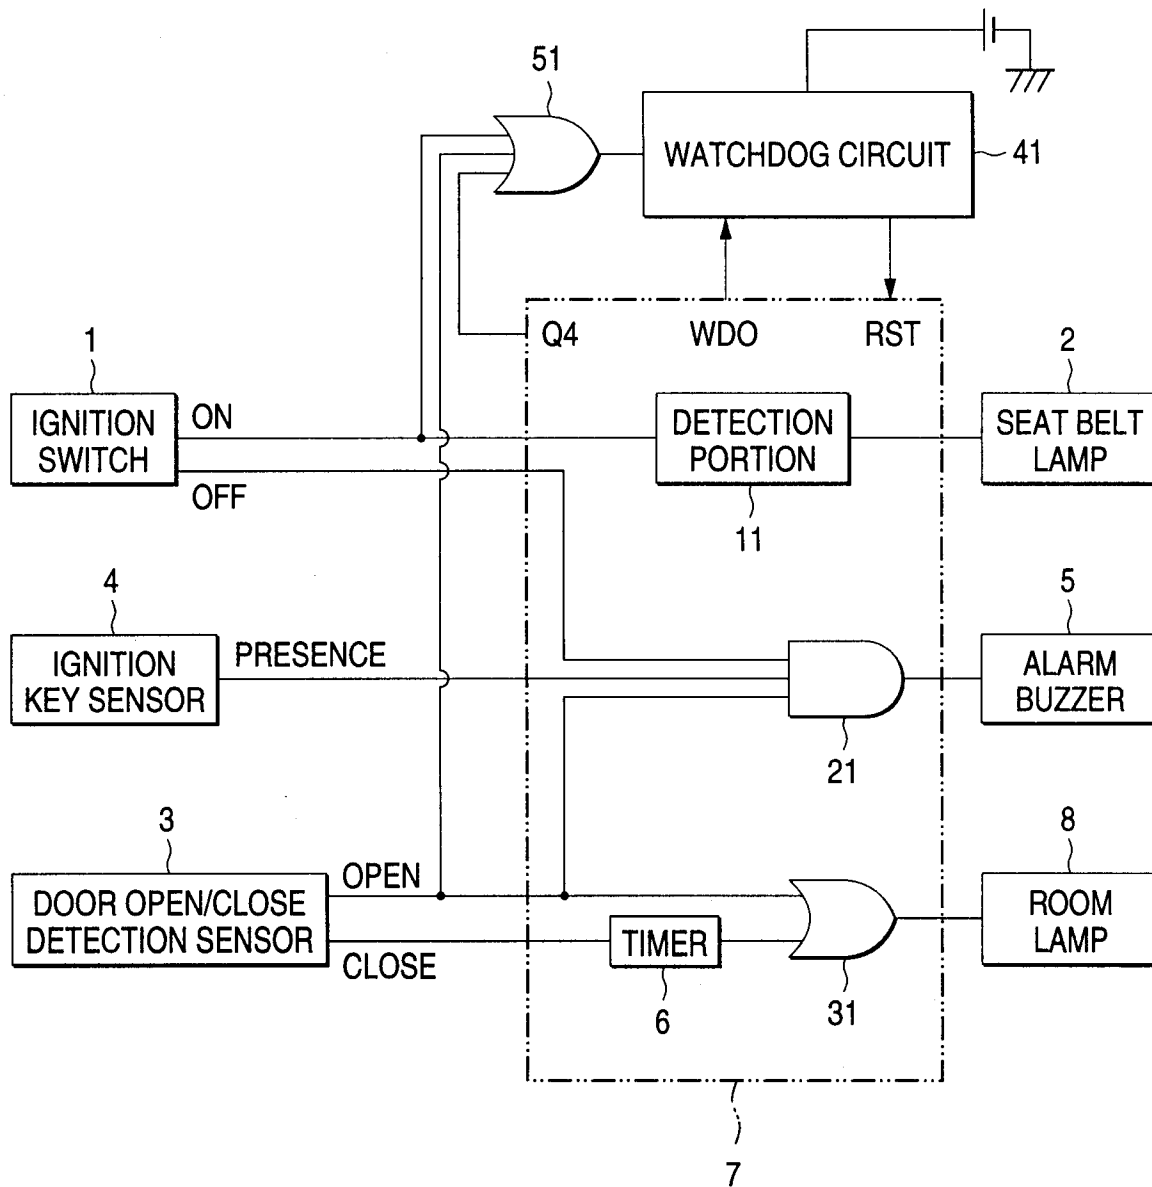 51
WATCHDOG CIRCUIT
41
Q4
WDO
RST
1
2
IGNITION
SWITCH
ON
OFF
DETECTION
PORTION
SEAT BELT
LAMP
11
4
5
IGNITION
KEY SENSOR
PRESENCE
ALARM
BUZZER
21
3
8
DOOR OPEN/CLOSE
DETECTION SENSOR
OPEN
CLOSE
TIMER
ROOM
LAMP
6
31
7